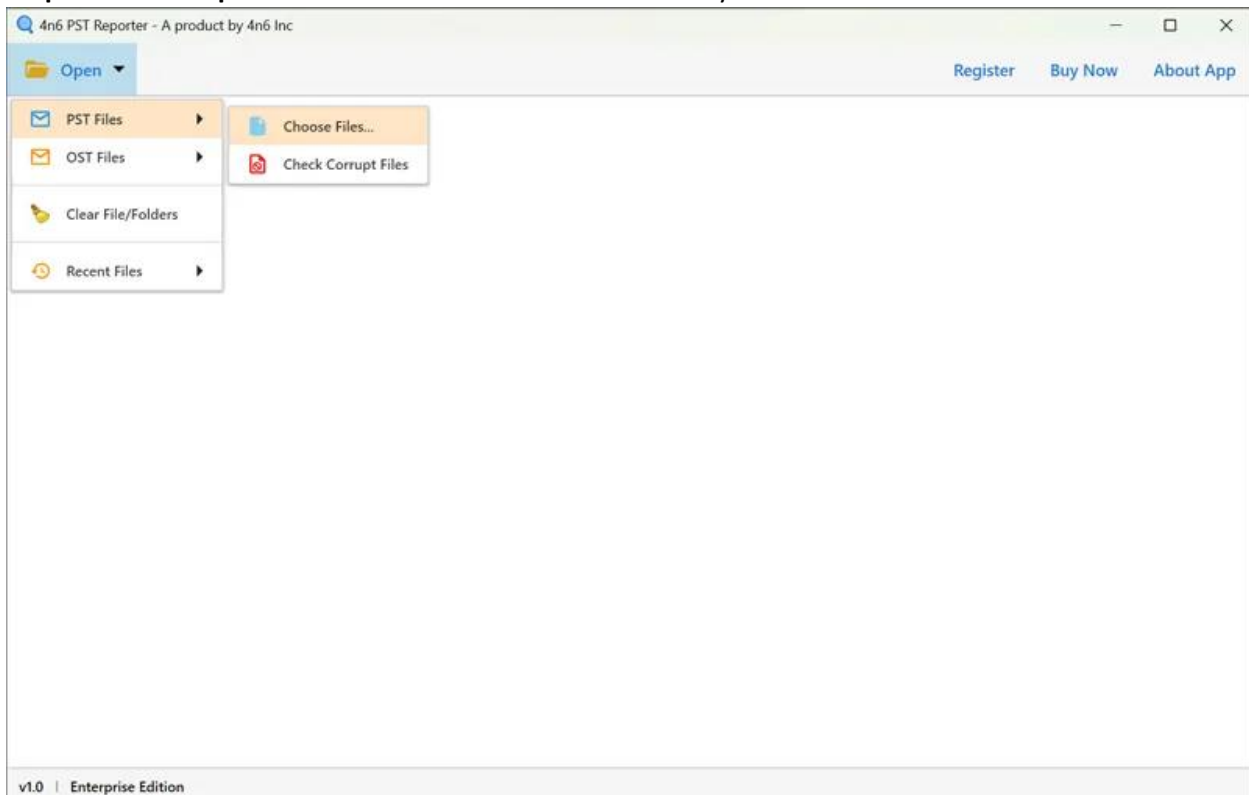 4n6 PST Reporter - A product by 4n6 Inc
Open
Register Buy Now About App
PST Files
Choose Files...
OST Files
Check Corrupt Files
Clear File/Folders
Recent Files
v1.0 | Enterprise Edition